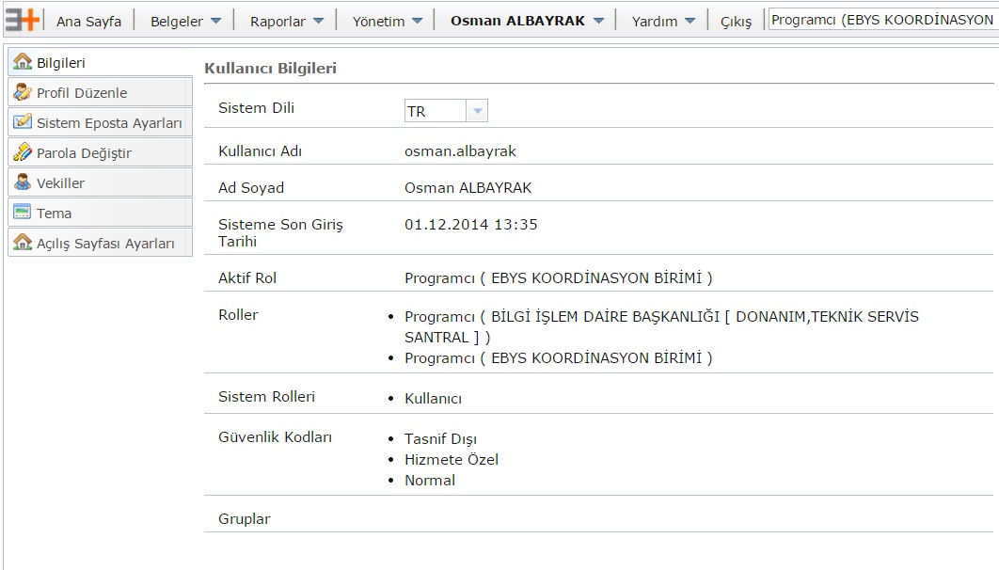 Ana Sayfa Belgeler Raporlar Yönetim Osman ALBAYRAK Yardım Çıkış Programcı (EBYS KOORDİNASYON
Bilgileri
Profil Düzenle
Sistem Eposta Ayarları
Parola Değiştir
Vekiller
Tema
Açılış Sayfası Ayarları
Kullanıcı Bilgileri
Sistem Dili TR
Kullanıcı Adı osman.albayrak
Ad Soyad Osman ALBAYRAK
Sisteme Son Giriş 01.12.2014 13:35
Tarihi
Aktif Rol Programcı ( EBYS KOORDİNASYON BİRİMİ )
Roller • Programcı ( BİLGİ İŞLEM DAİRE BAŞKANLIĞI [ DONANIM,TEKNİK SERVİS
SANTRAL ] )
• Programcı ( EBYS KOORDİNASYON BİRİMİ )
Sistem Rolleri • Kullanıcı
Güvenlik Kodları • Tasnif Dışı
• Hizmete Özel
• Normal
Gruplar